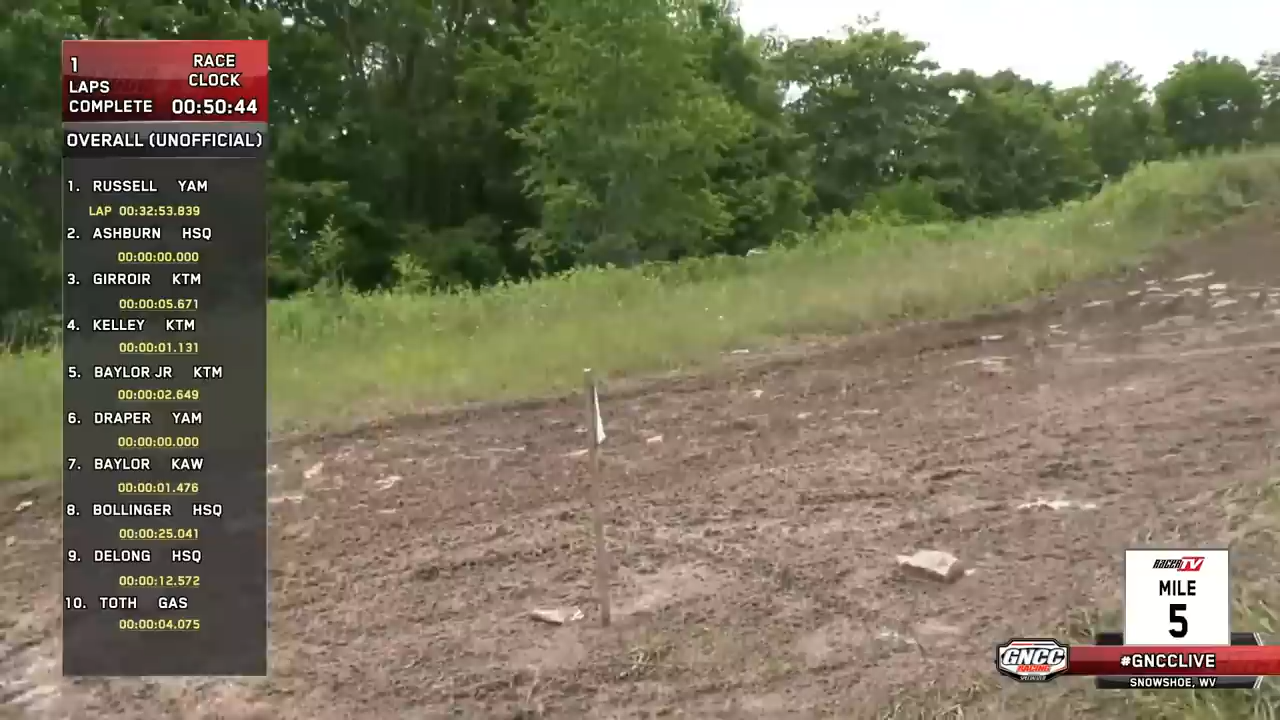 1
LAPS
COMPLETE
RACE
CLOCK
00:50:44
OVERALL (UNOFFICIAL)
1. RUSSELL YAM
LAP 00:32:53.839
2. ASHBURN HSQ
00:00:00.000
3. GIRROIR KTM
00:00:05.671
4. KELLEY KTM
00:00:01.131
5. BAYLOR JR KTM
00:00:02.649
6. DRAPER YAM
00:00:00.000
7. BAYLOR KAW
00:00:01.476
8. BOLLINGER HSQ
00:00:25.041
9. DELONG HSQ
00:00:12.572
10. TOTH GAS
00:00:04.075
RACER TV
MILE
5
GNCC
RACING
#GNCCLIVE
SNOWSHOE, WV